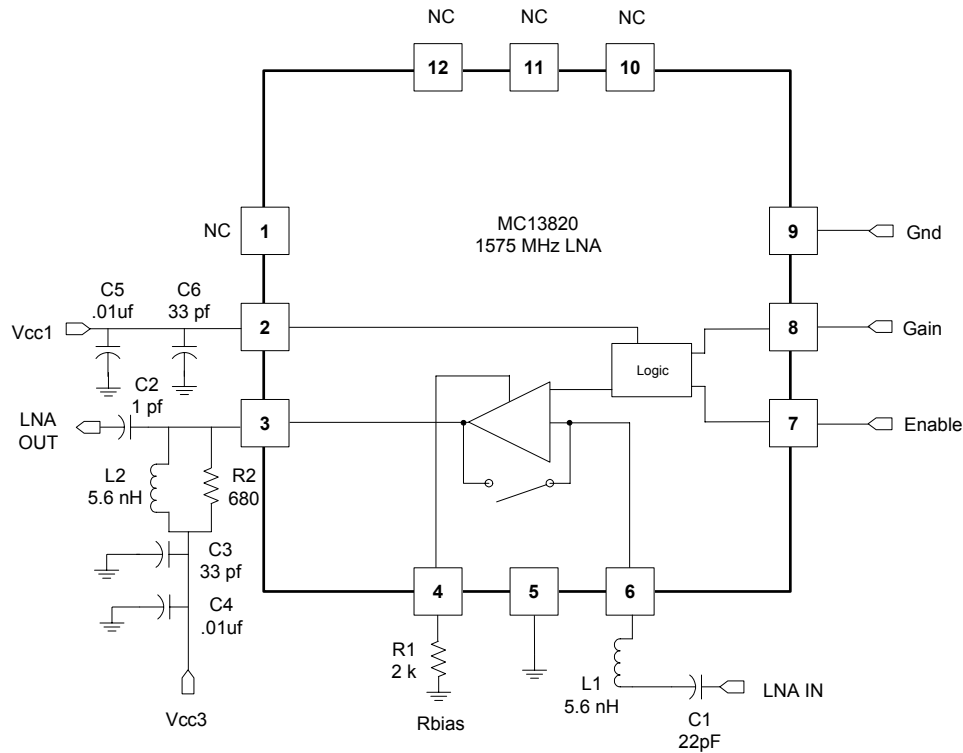 NC
NC
NC
12
11
10
MC13820
1575 MHz LNA
NC
1
9
Gnd
C5
.01uf
C6
33 pf
Vcc1
2
8
Gain
Logic
C2
1 pf
LNA
OUT
3
7
Enable
L2
5.6 nH
R2
680
C3
33 pf
4
5
6
C4
.01uf
R1
2 k
Rbias
L1
5.6 nH
LNA IN
C1
22pF
Vcc3